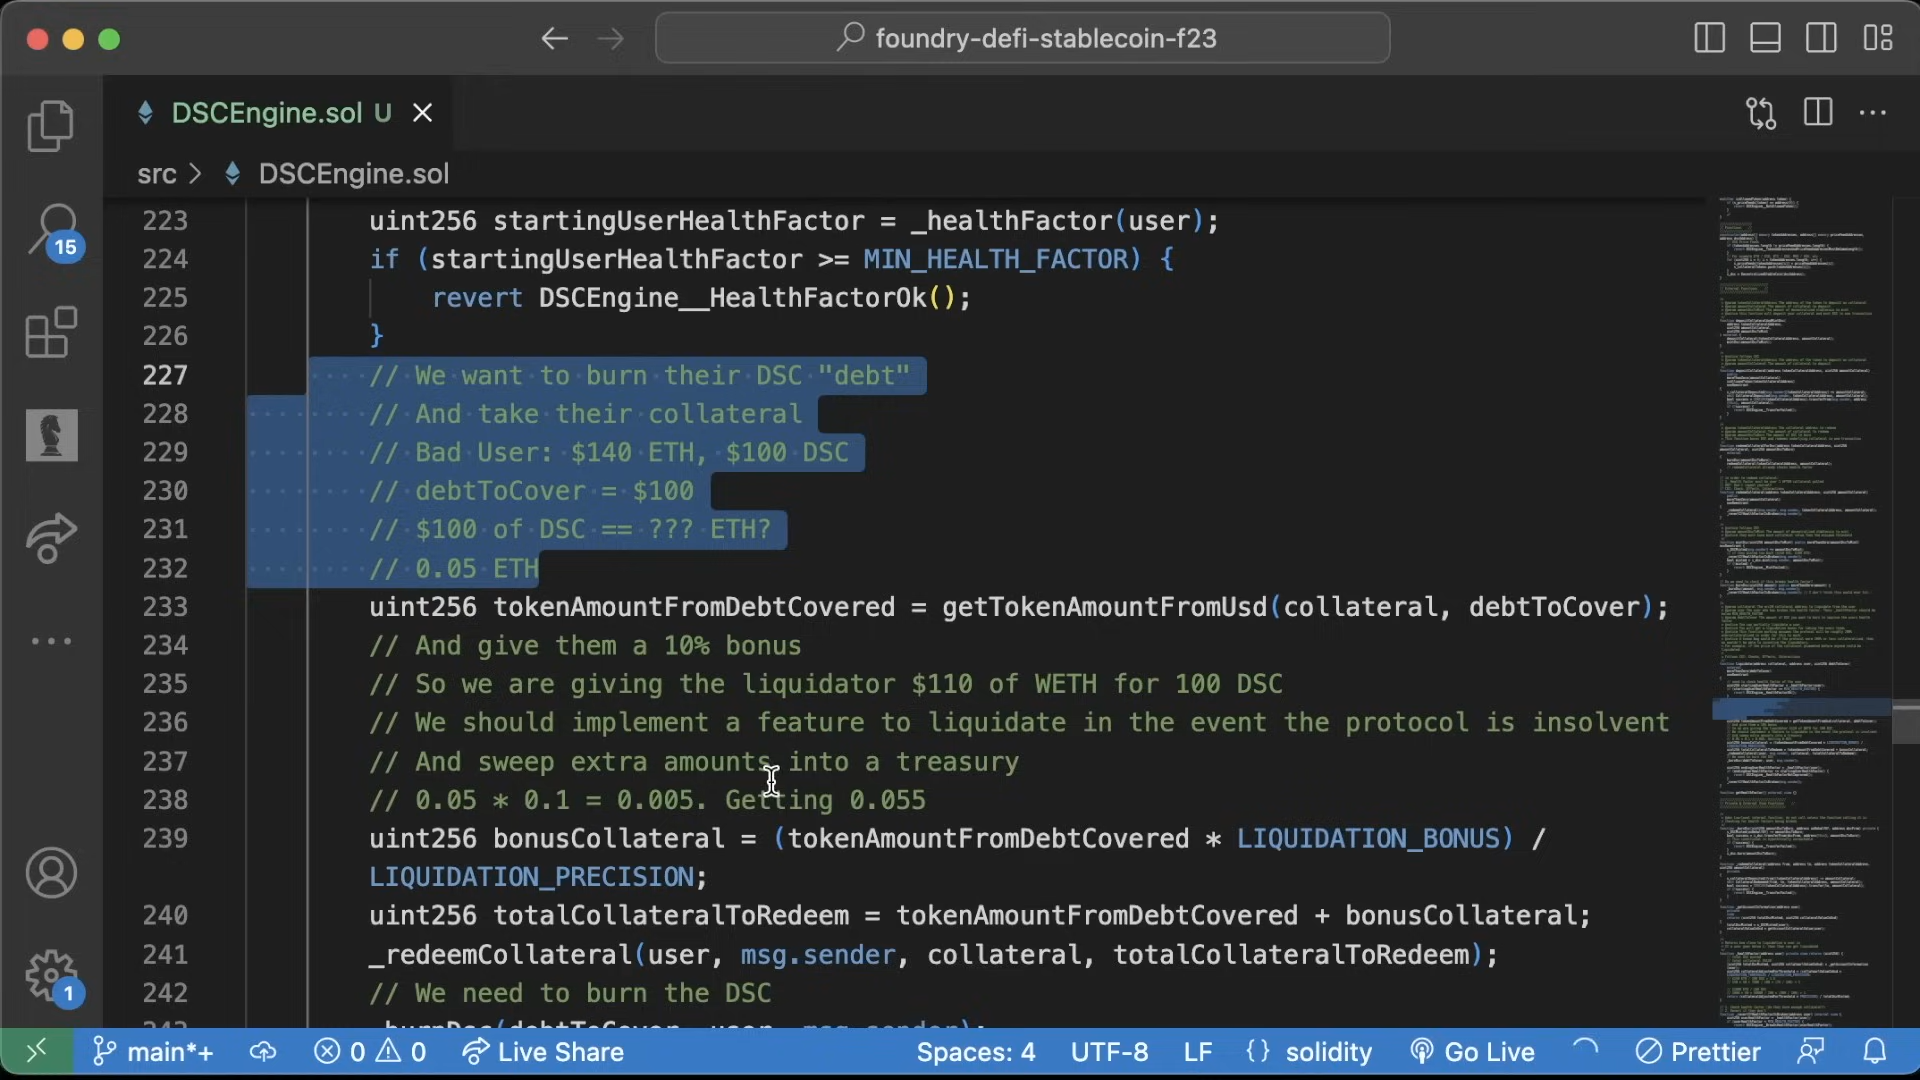 foundry-defi-stablecoin-f23
DSCEngine.sol U
src > DSCEngine.sol
15
1
223 uint256 startingUserHealthFactor = _healthFactor(user);
224 if (startingUserHealthFactor >= MIN_HEALTH_FACTOR) {
225 revert DSCEngine__HealthFactorOk();
226 }
227 // We want to burn their DSC "debt"
228 // And take their collateral
229 // Bad User: $140 ETH, $100 DSC
230 // debtToCover = $100
231 // $100 of DSC == ??? ETH?
232 // 0.05 ETH
233 uint256 tokenAmountFromDebtCovered = getTokenAmountFromUsd(collateral, debtToCover);
234 // And give them a 10% bonus
235 // So we are giving the liquidator $110 of WETH for 100 DSC
236 // We should implement a feature to liquidate in the event the protocol is insolvent
237 // And sweep extra amounts into a treasury
238 // 0.05 * 0.1 = 0.005. Getting 0.055
239 uint256 bonusCollateral = (tokenAmountFromDebtCovered * LIQUIDATION_BONUS) /
LIQUIDATION_PRECISION;
240 uint256 totalCollateralToRedeem = tokenAmountFromDebtCovered + bonusCollateral;
241 _redeemCollateral(user, msg.sender, collateral, totalCollateralToRedeem);
242 // We need to burn the DSC
243 _burnDsc(debtToCover, user, msg.sender);
main*+ 0 0 Live Share Spaces: 4 UTF-8 LF {} solidity Go Live Prettier